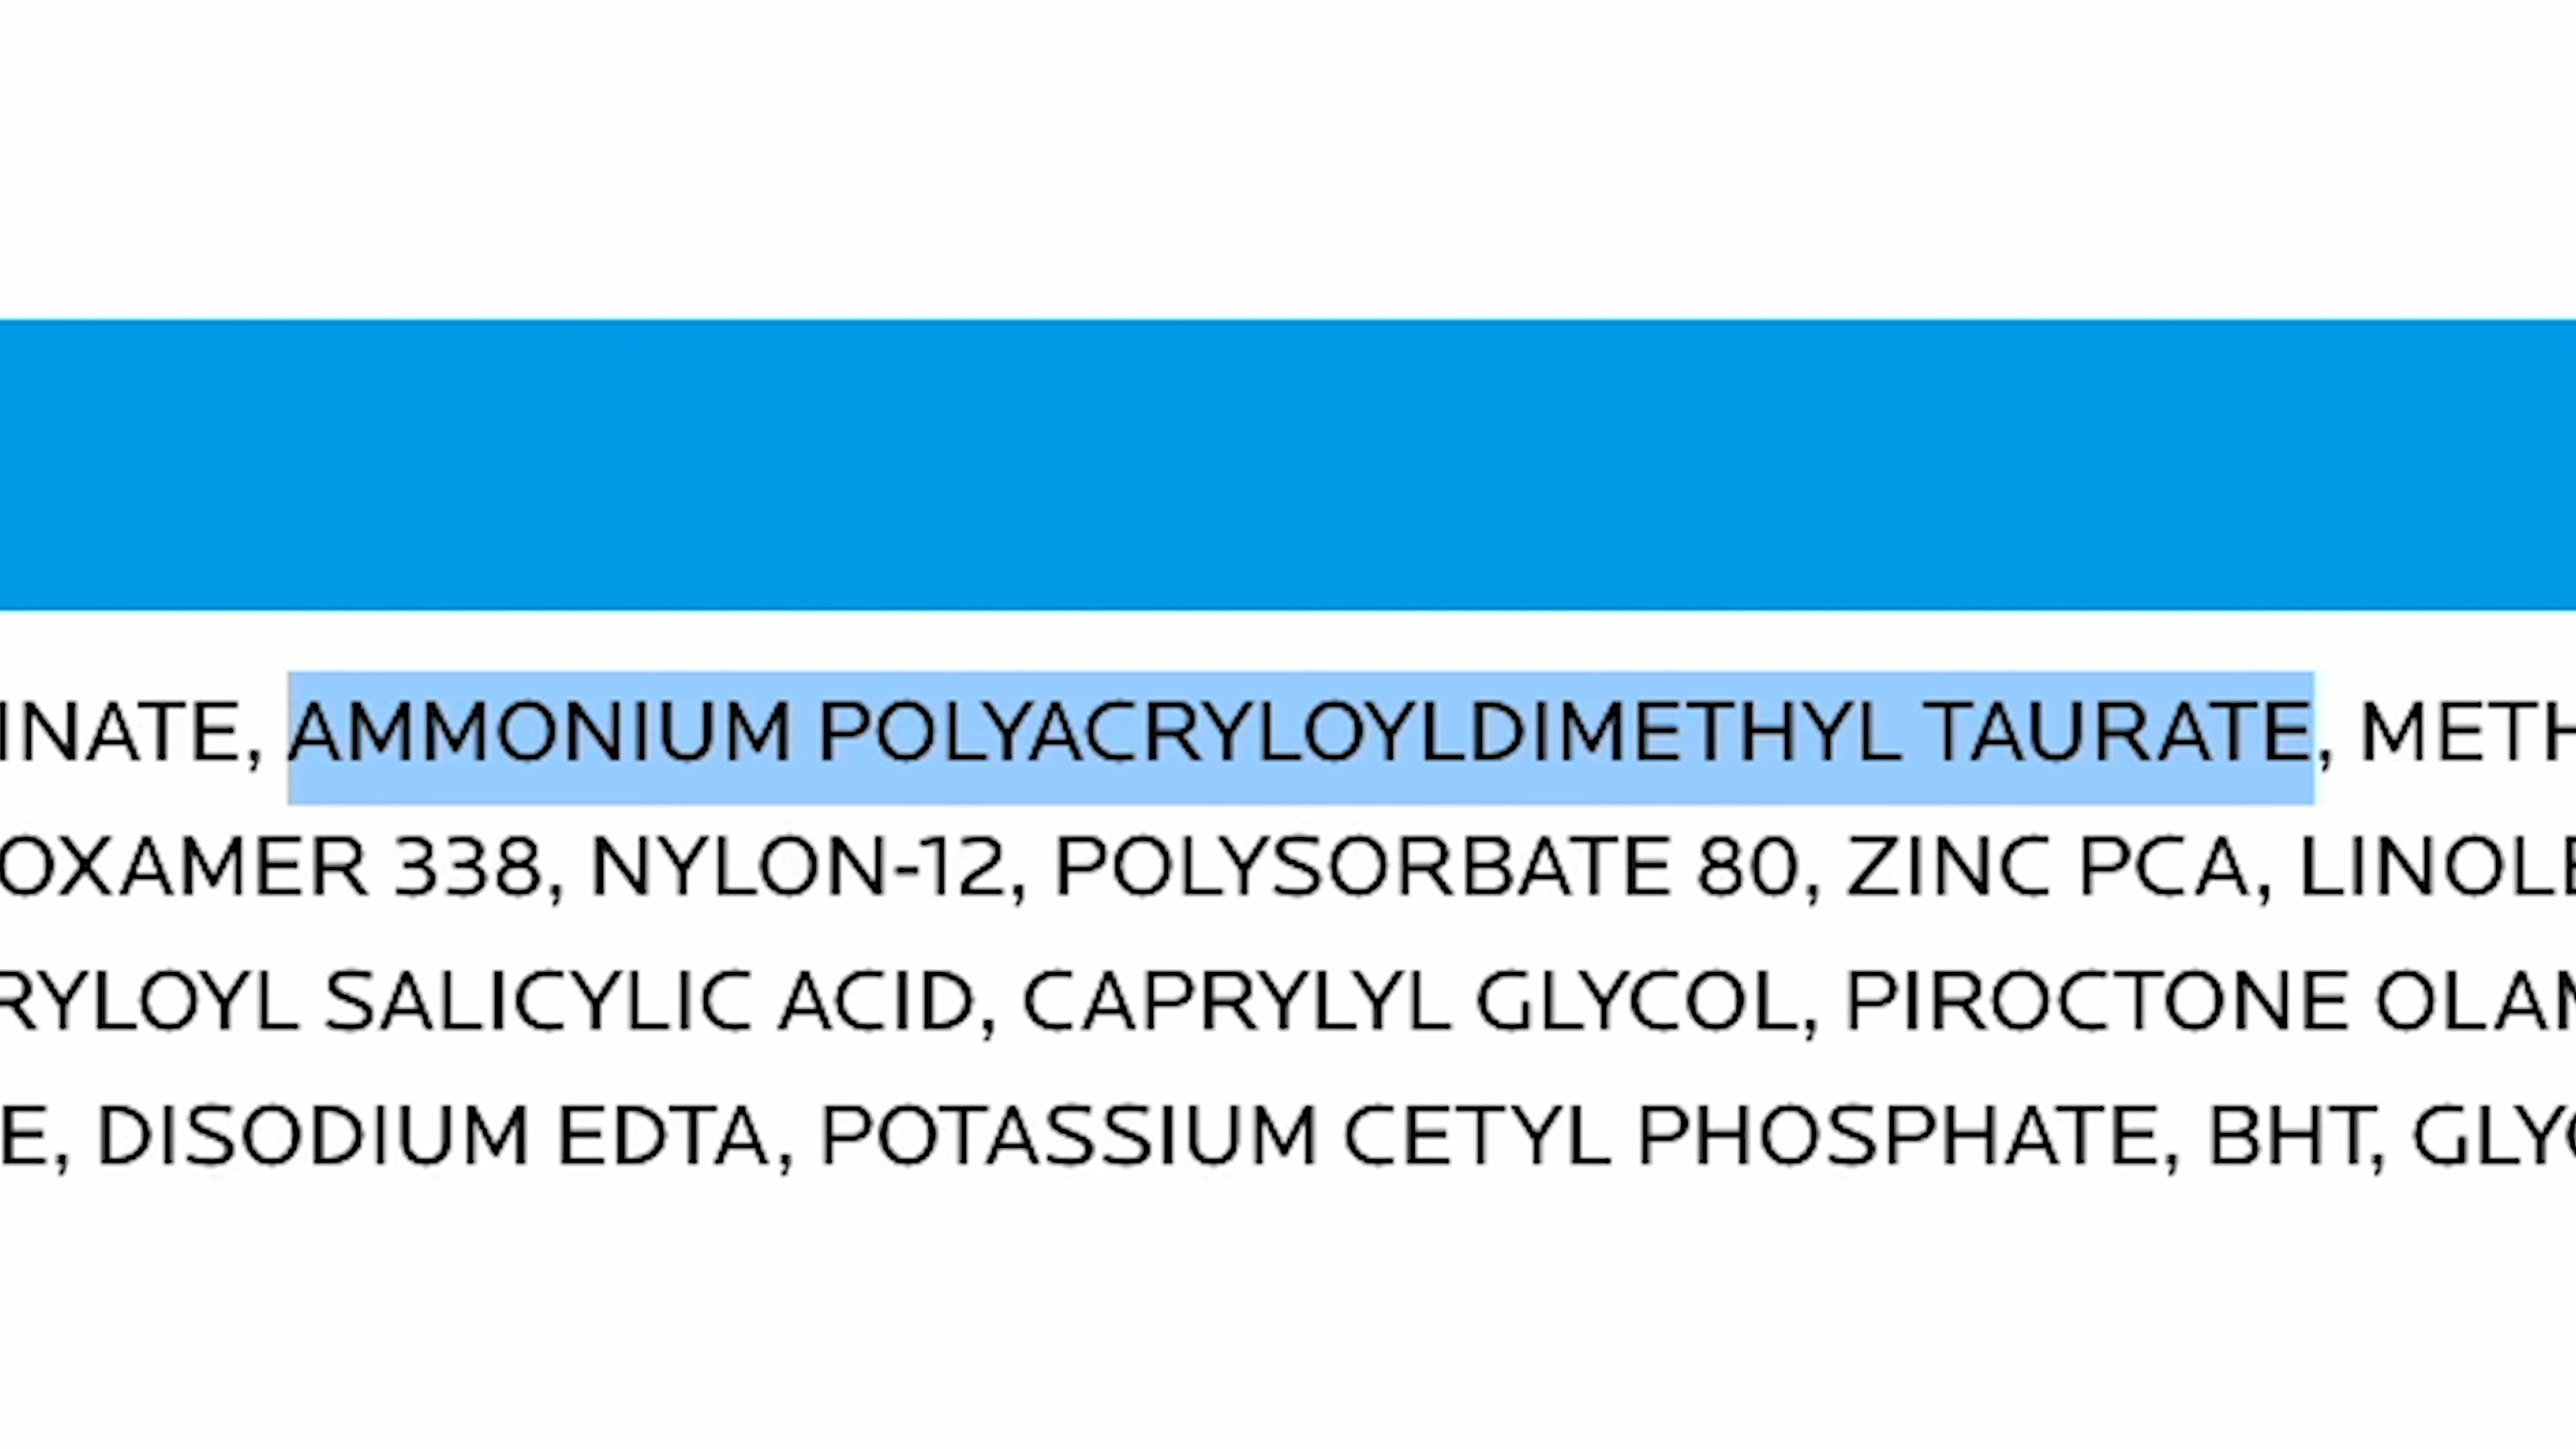 INATE, AMMONIUM POLYACRYLOYLDIMETHYL TAURATE, METH
OXAMER 338, NYLON-12, POLYSORBATE 80, ZINC PCA, LINOLE
RYLOYL SALICYLIC ACID, CAPRYLYL GLYCOL, PIROCTONE OLAM
E, DISODIUM EDTA, POTASSIUM CETYL PHOSPHATE, BHT, GLYC